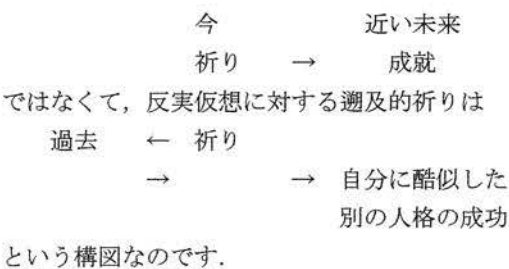 今 近い未来
祈り → 成就
ではなくて，反実仮想に対する遡及的祈りは
過去 ← 祈り
→ → 自分に酷似した
別の人格の成功
という構図なのです．